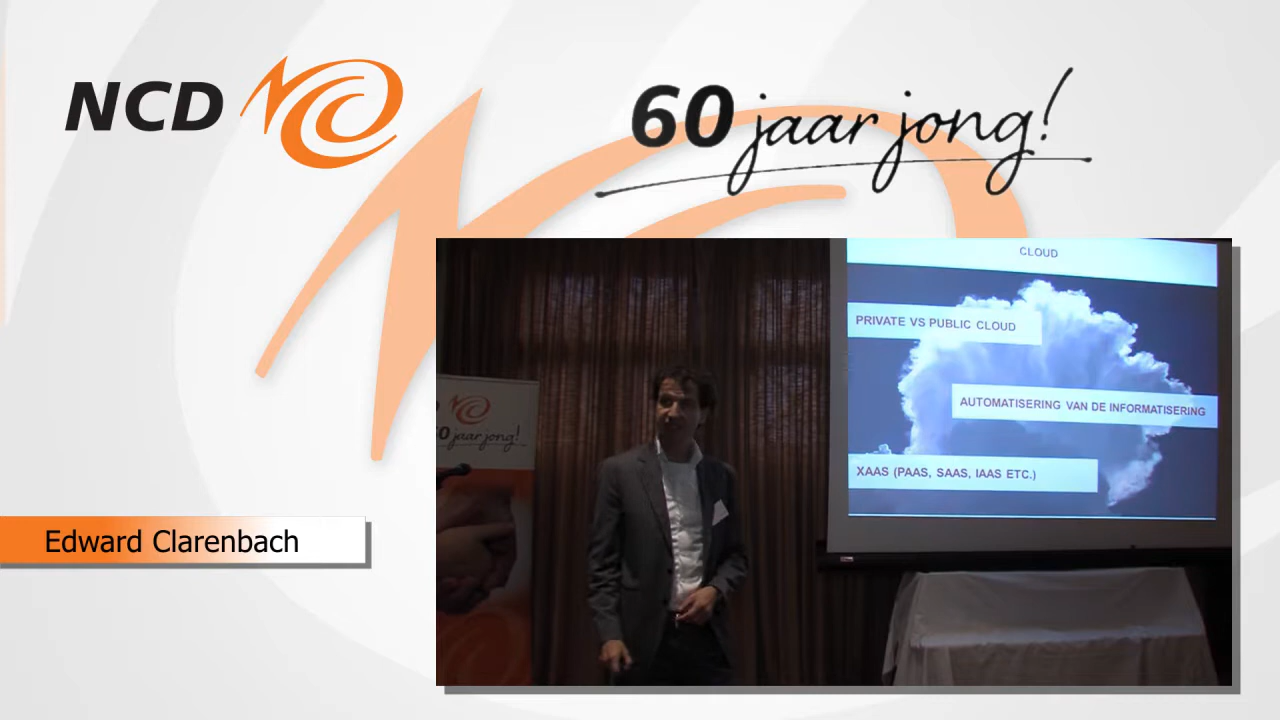 NCD
60 jaar jong!
CLOUD
PRIVATE VS PUBLIC CLOUD
AUTOMATISERING VAN DE INFORMATISERING
XAAS (PAAS, SAAS, IAAS ETC.)
60 jaar jong!
Edward Clarenbach